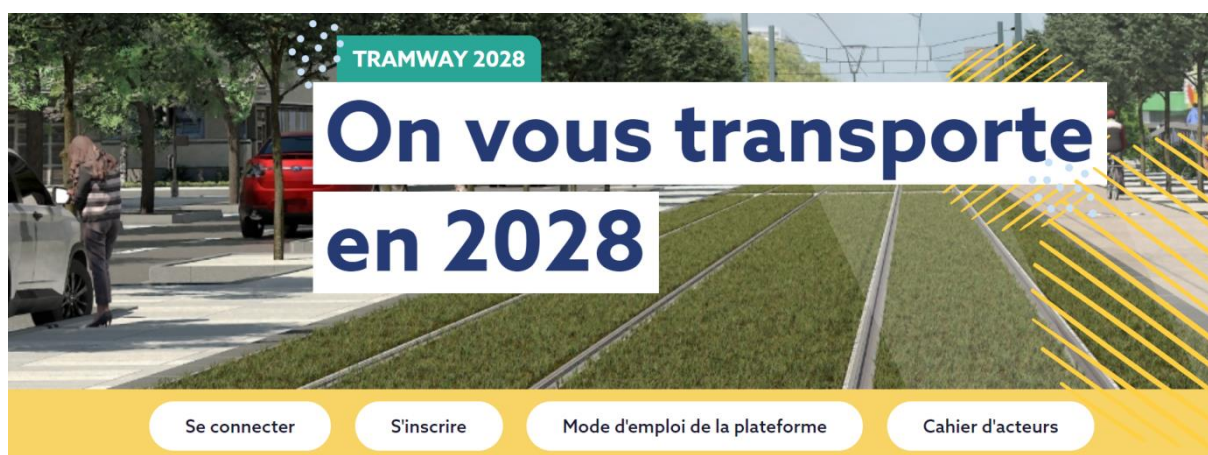 TRAMWAY 2028
On vous transporte
en 2028
Se connecter
S'inscrire
Mode d'emploi de la plateforme
Cahier d'acteurs